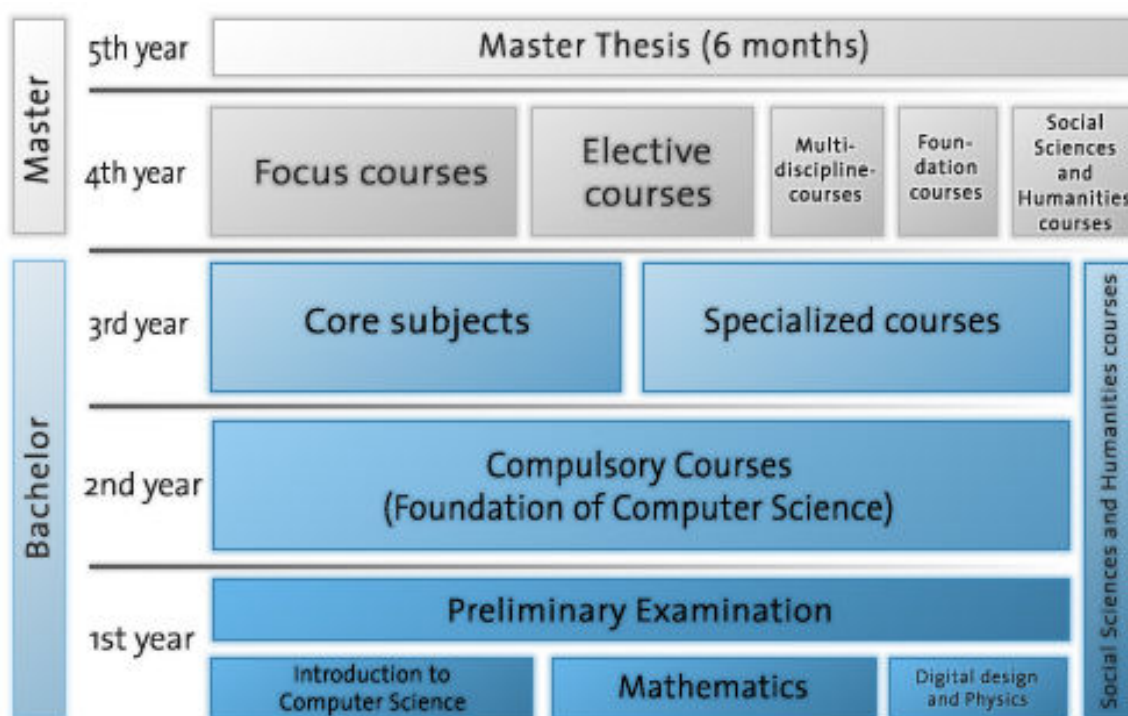 Master
5th year
Master Thesis (6 months)
4th year
Focus courses
Elective
courses
Multi-
discipline-
courses
Foun-
dation
courses
Social
Sciences
and
Humanities
courses
Bachelor
3rd year
Core subjects
Specialized courses
Social Sciences and Humanities courses
2nd year
Compulsory Courses
(Foundation of Computer Science)
1st year
Preliminary Examination
Introduction to
Computer Science
Mathematics
Digital design
and Physics